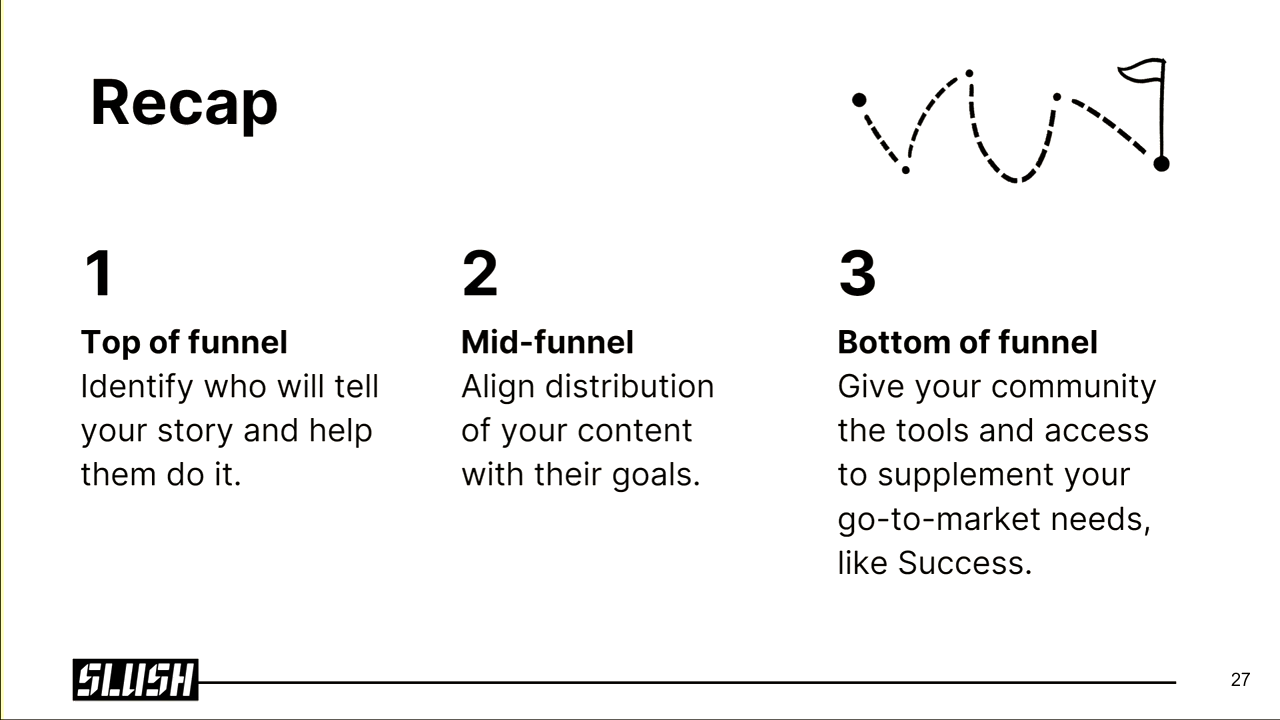 Recap
1
Top of funnel
Identify who will tell
your story and help
them do it.
2
Mid-funnel
Align distribution
of your content
with their goals.
3
Bottom of funnel
Give your community
the tools and access
to supplement your
go-to-market needs,
like Success.
SLUSH
27